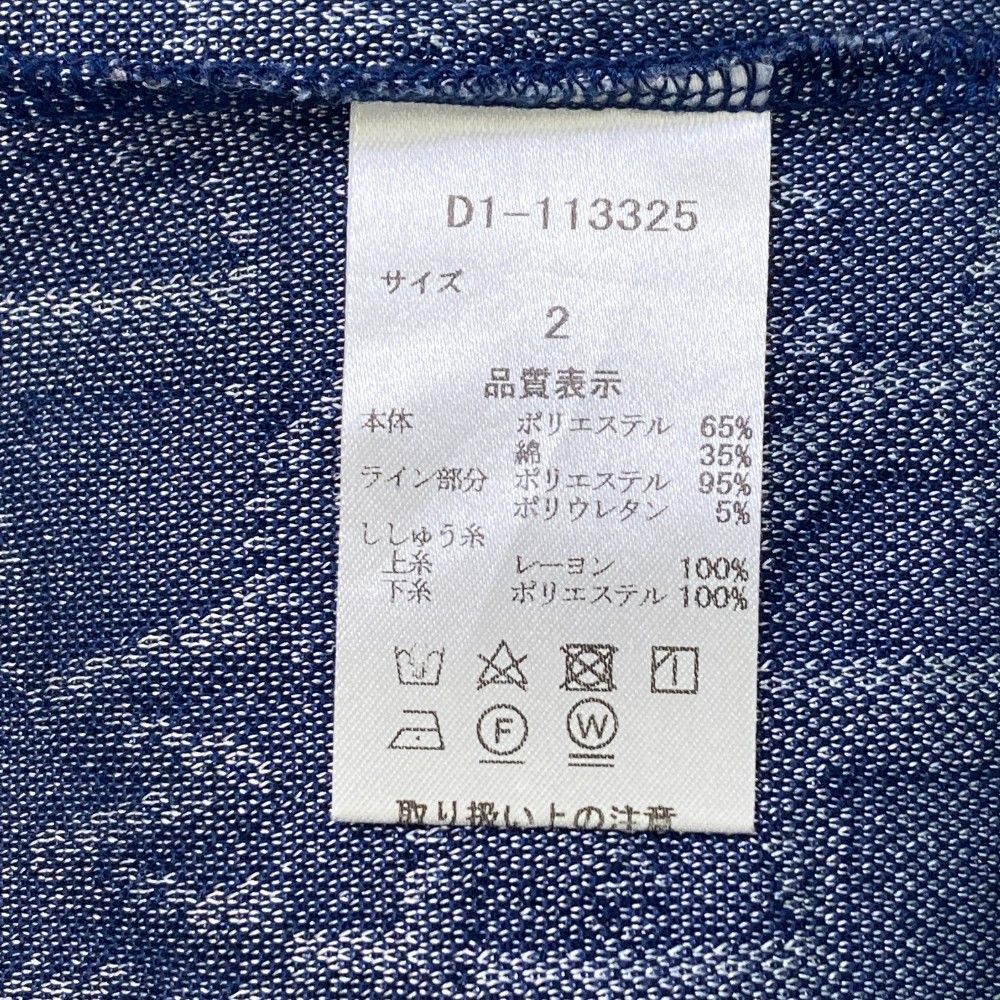 D1-113325
サイズ
2
品質表示
本体 ポリエステル 65%
綿 35%
ライン部分 ポリエステル 95%
ポリウレタン 5%
ししゅう糸
上糸 レーヨン 100%
下糸 ポリエステル 100%
F W
取り扱い上の注意